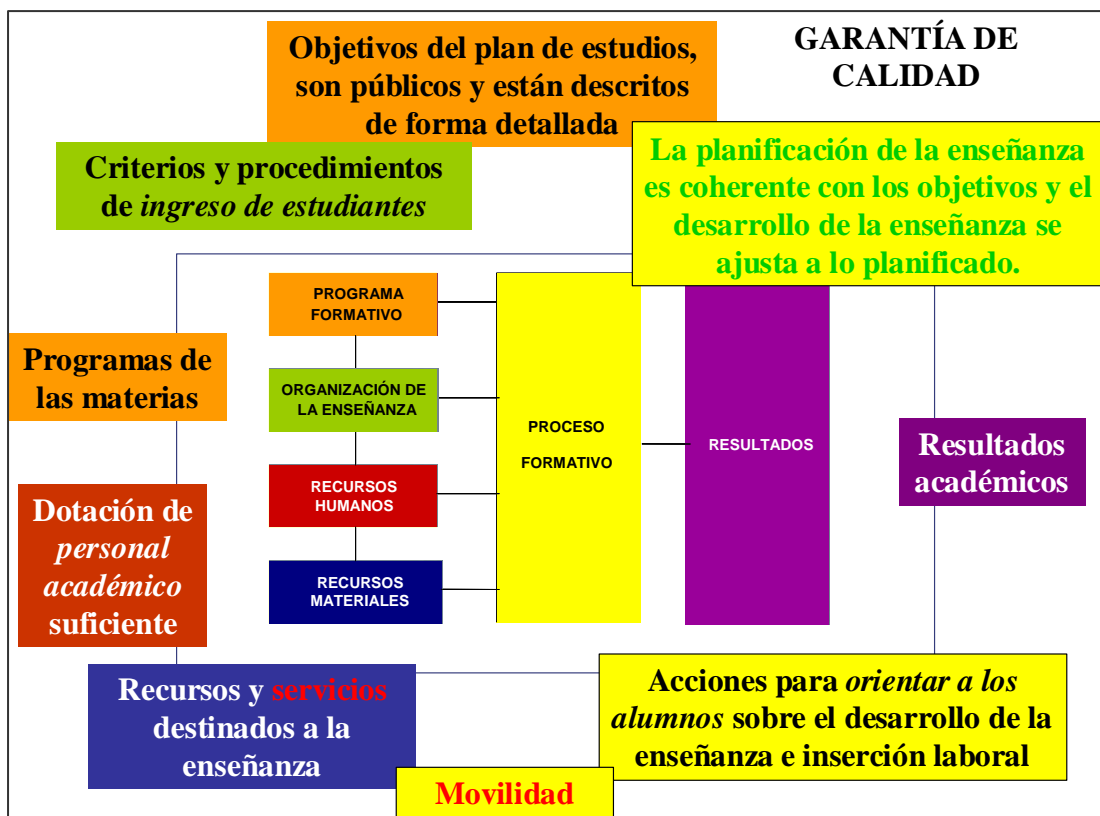 Objetivos del plan de estudios,
son públicos y están descritos
de forma detallada
GARANTÍA DE
CALIDAD
Criterios y procedimientos
de ingreso de estudiantes
La planificación de la enseñanza
es coherente con los objetivos y el
desarrollo de la enseñanza se
ajusta a lo planificado.
PROGRAMA
FORMATIVO
Programas de
las materias
ORGANIZACIÓN DE
LA ENSEÑANZA
PROCESO
FORMATIVO
RESULTADOS
Resultados
académicos
RECURSOS
HUMANOS
Dotación de
personal
académico
suficiente
RECURSOS
MATERIALES
Recursos y servicios
destinados a la
enseñanza
Acciones para orientar a los
alumnos sobre el desarrollo de la
enseñanza e inserción laboral
Movilidad